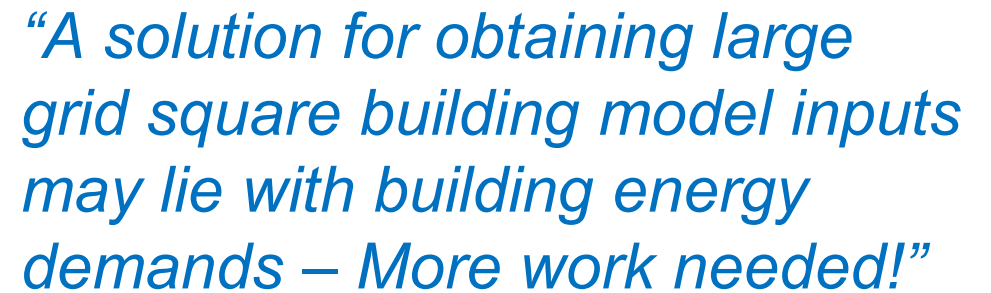 “A solution for obtaining large
grid square building model inputs
may lie with building energy
demands – More work needed!”